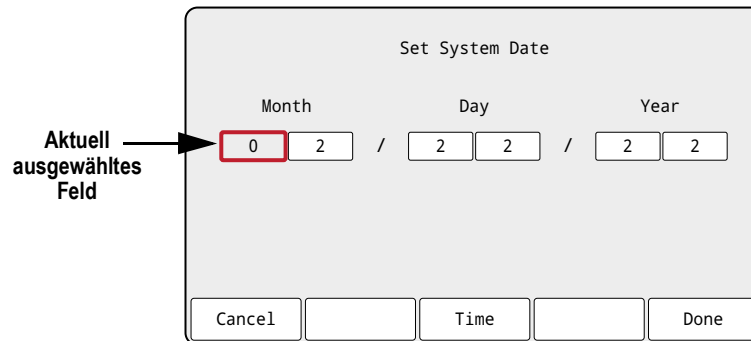 Set System Date
Month Day Year
Aktuell
ausgewähltes
Feld
0 2 / 2 2 / 2 2
Cancel Time Done